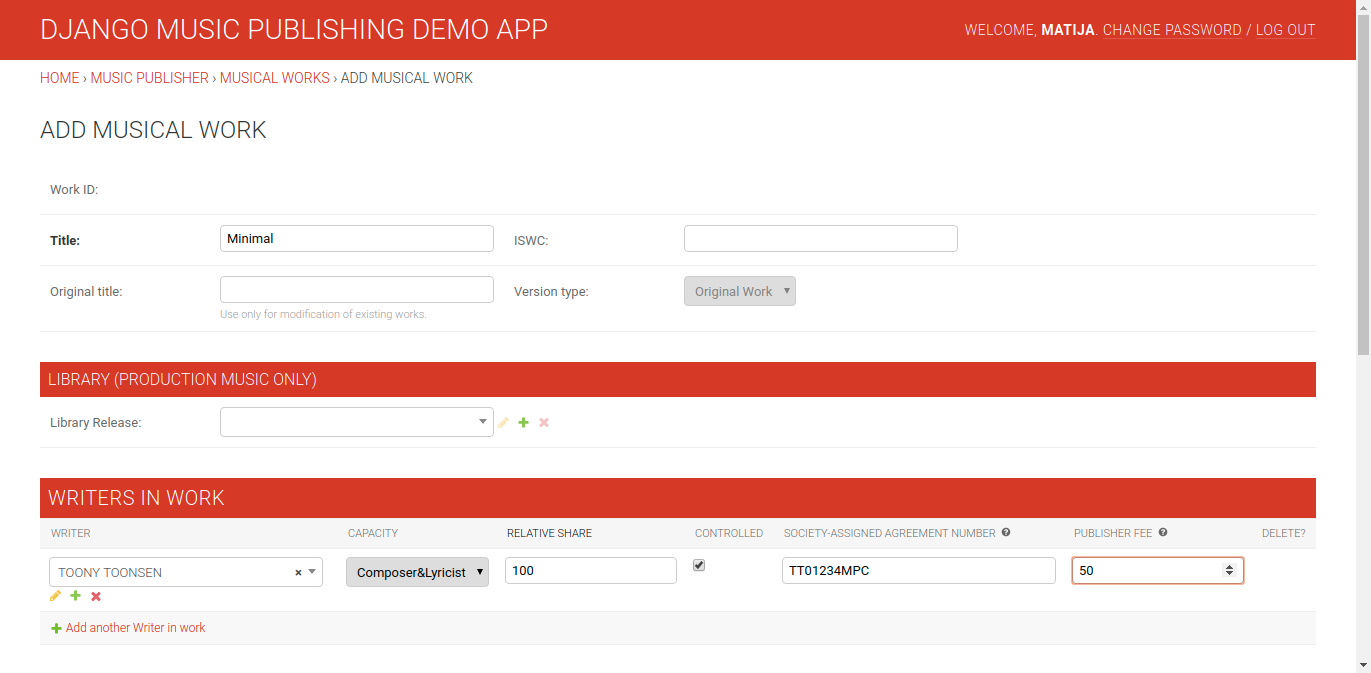 DJANGO MUSIC PUBLISHING DEMO APP
WELCOME, MATIJA. CHANGE PASSWORD / LOG OUT
HOME › MUSIC PUBLISHER › MUSICAL WORKS › ADD MUSICAL WORK
ADD MUSICAL WORK
Work ID:
Title: Minimal ISWC:
Original title: Version type: Original Work
Use only for modification of existing works.
LIBRARY (PRODUCTION MUSIC ONLY)
Library Release:
WRITERS IN WORK
WRITER CAPACITY RELATIVE SHARE CONTROLLED SOCIETY-ASSIGNED AGREEMENT NUMBER PUBLISHER FEE DELETE?
TOONY TOONSEN Composer&Lyricist 100 TT01234MPC 50
Add another Writer in work